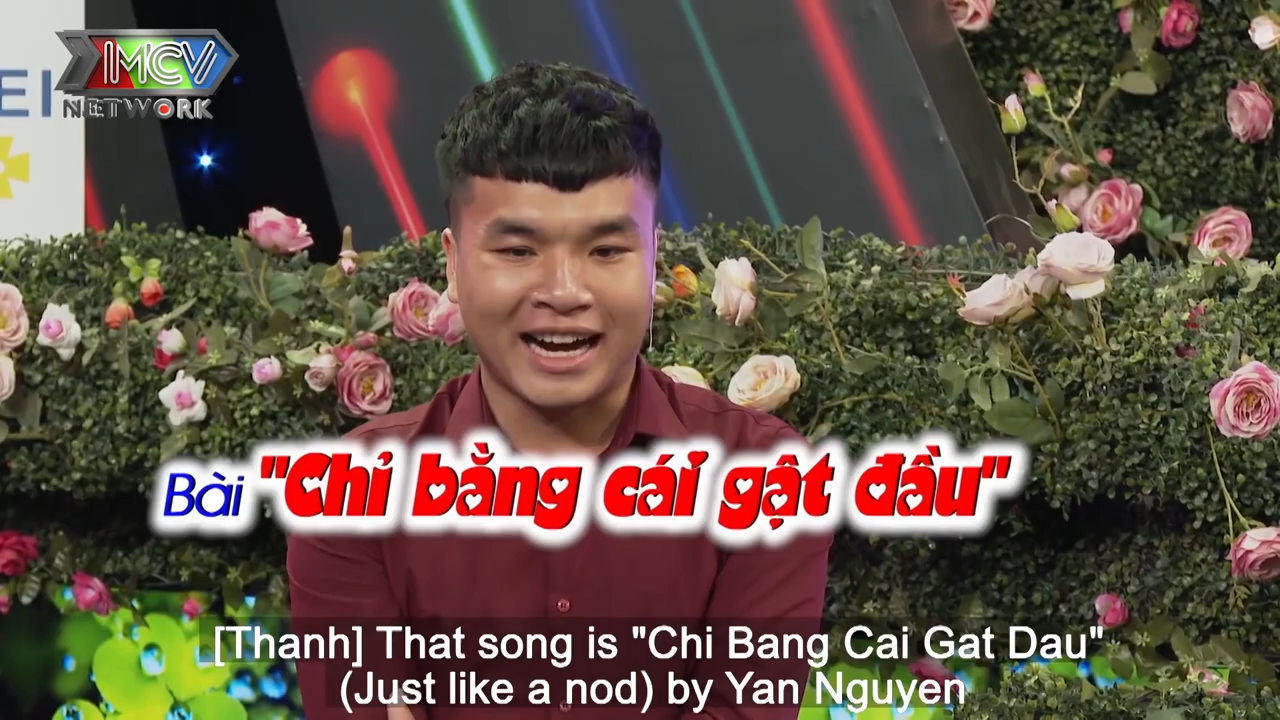 MCV
NETWORK
EI
Bài "Chỉ bằng cái gật đầu"
[Thanh] That song is "Chi Bang Cai Gat Dau"
(Just like a nod) by Yan Nguyen